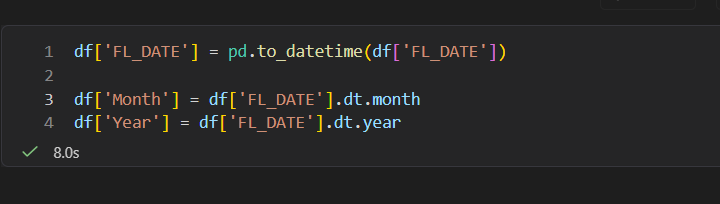 1 df['FL_DATE'] = pd.to_datetime(df['FL_DATE'])
2
3 df['Month'] = df['FL_DATE'].dt.month
4 df['Year'] = df['FL_DATE'].dt.year
8.0s